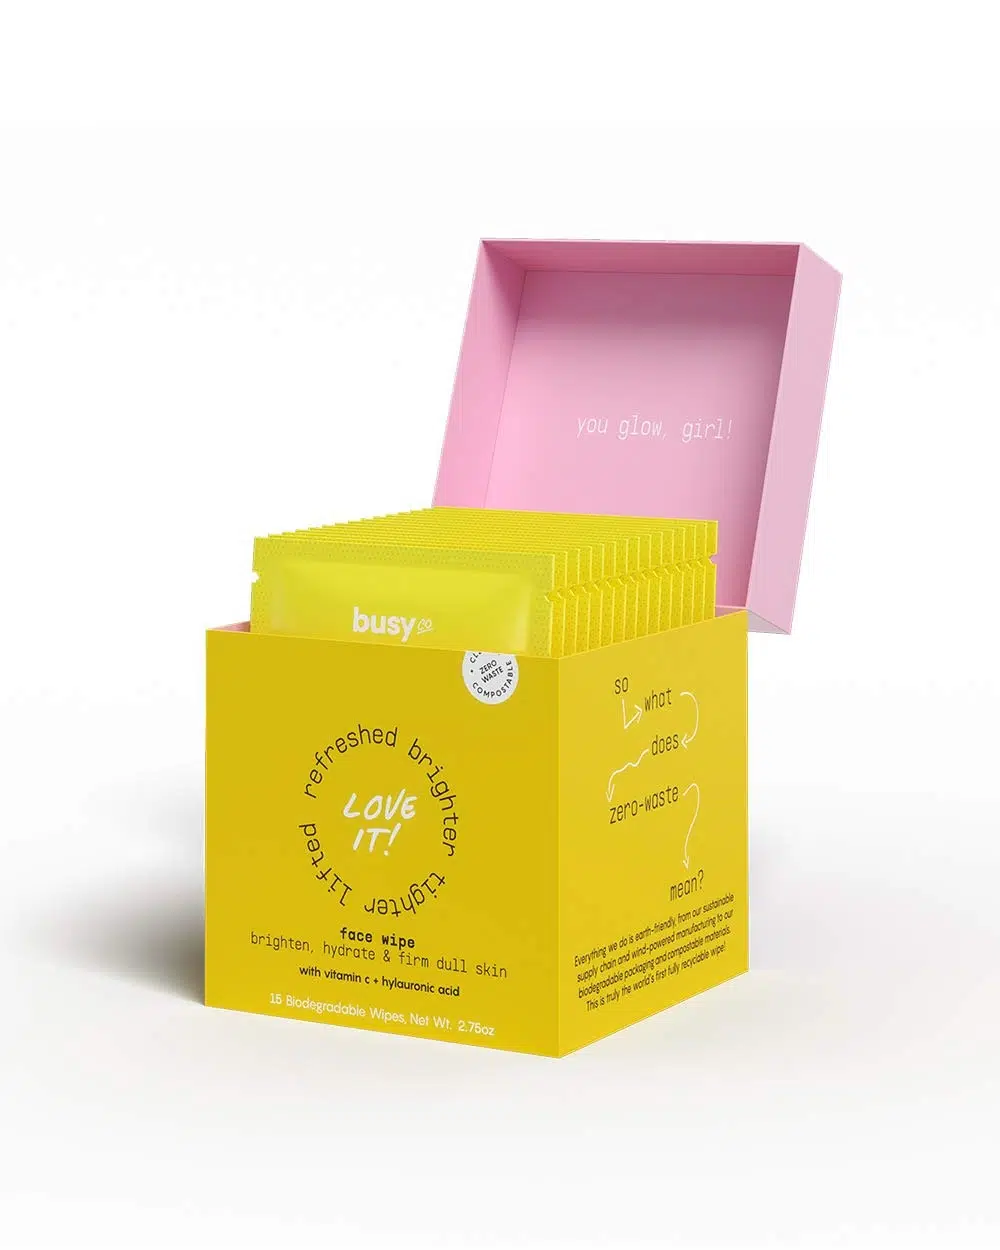 you glow, girl!
busy co
ZERO
WASTE
COMPOSTABLE
refreshed brighter tighter lifted
LOVE
IT!
face wipe
brighten, hydrate & firm dull skin
with vitamin c + hylauronic acid
15 Biodegradable Wipes, Net Wt. 2.75oz
so
what
does
zero-waste
mean?
Everything we do is earth-friendly, from our sustainable
supply chain and wind-powered manufacturing to our
biodegradable packaging and compostable materials.
This is truly the world's first fully recyclable wipe!